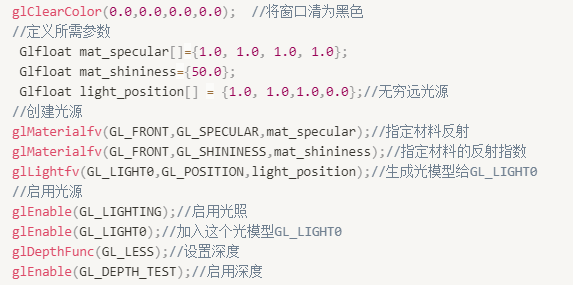 glClearColor(0.0,0.0,0.0,0.0);  //将窗口清为黑色
//定义所需参数
 Glfloat mat_specular[]={1.0, 1.0, 1.0, 1.0};
 Glfloat mat_shininess={50.0};
 Glfloat light_position[] = {1.0, 1.0,1.0,0.0};//无穷远光源
//创建光源
glMaterialfv(GL_FRONT,GL_SPECULAR,mat_specular);//指定材料反射
glMaterialfv(GL_FRONT,GL_SHININESS,mat_shininess);//指定材料的反射指数
glLightfv(GL_LIGHT0,GL_POSITION,light_position);//生成光模型给GL_LIGHT0
//启用光源
glEnable(GL_LIGHTING);//启用光照
glEnable(GL_LIGHT0);//加入这个光模型GL_LIGHT0
glDepthFunc(GL_LESS);//设置深度
glEnable(GL_DEPTH_TEST);//启用深度